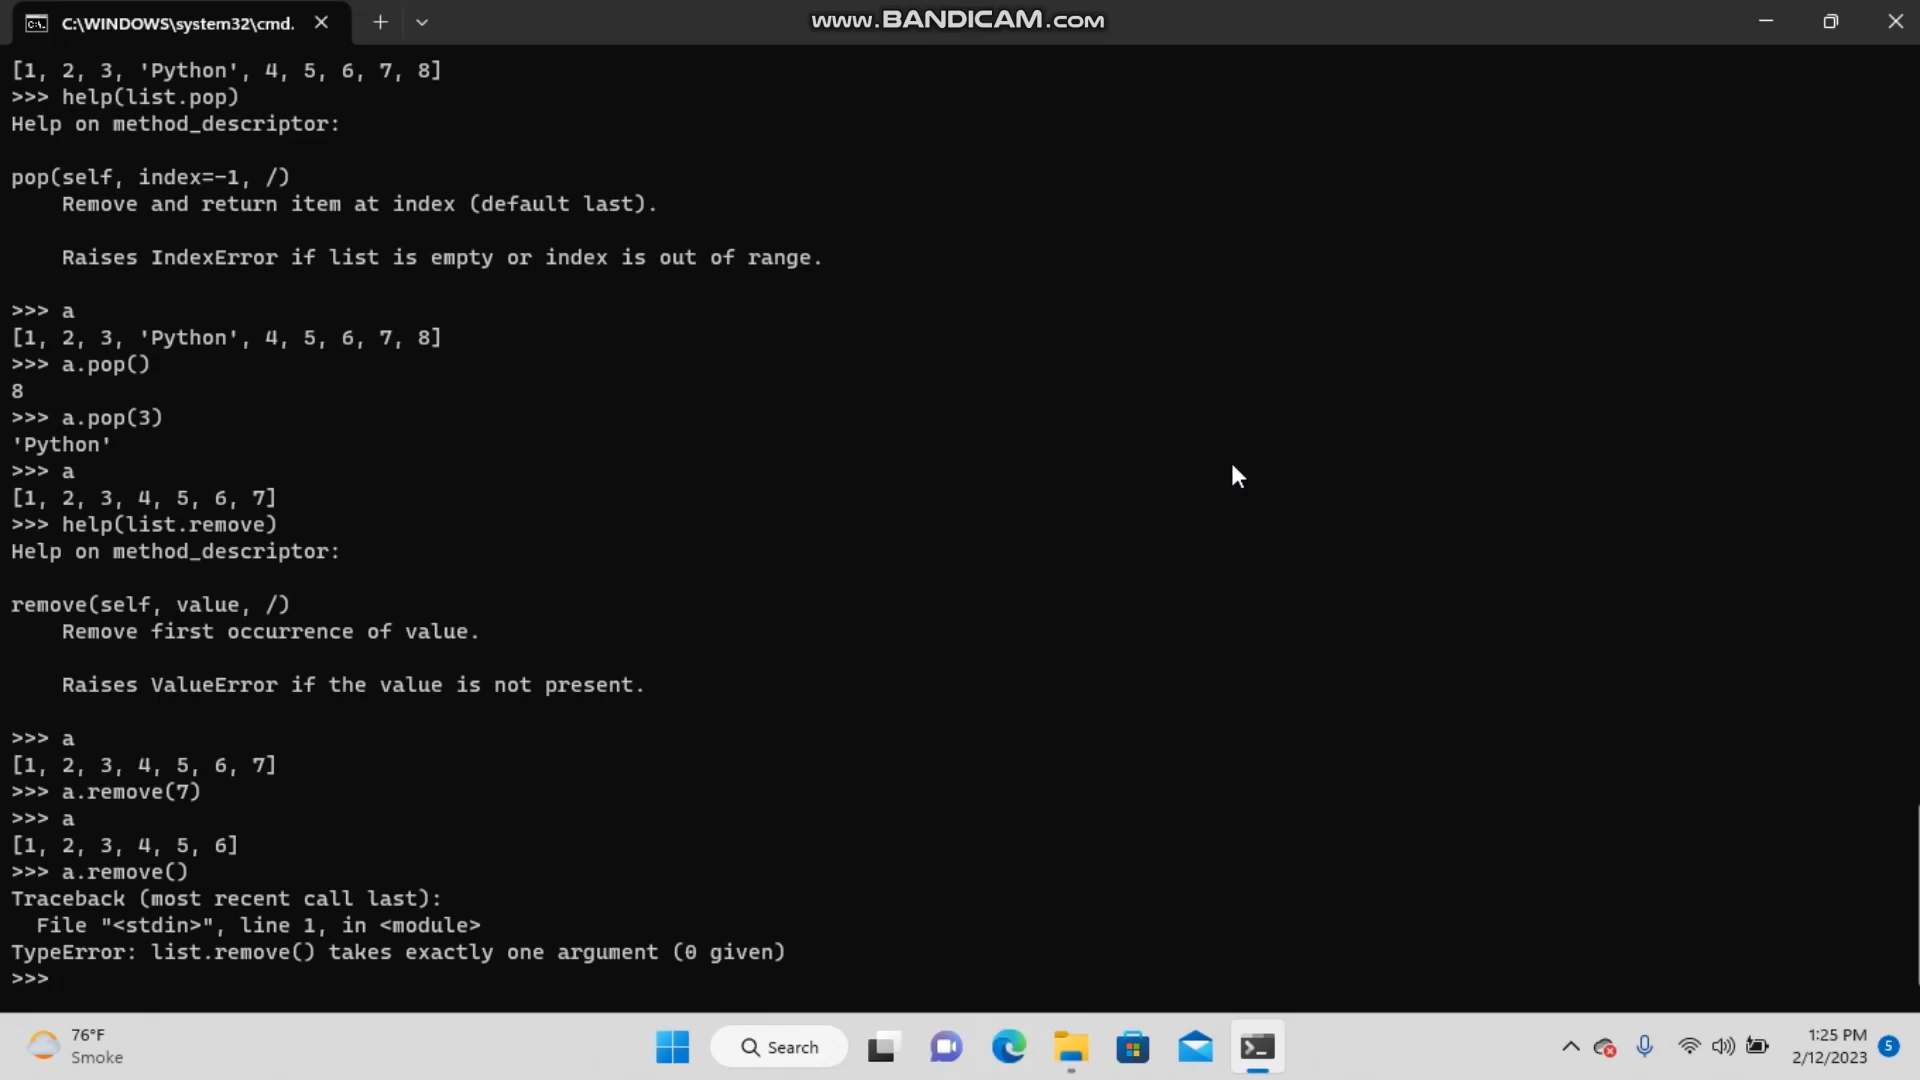 C:\WINDOWS\system32\cmd.
www.BANDICAM.com
[1, 2, 3, 'Python', 4, 5, 6, 7, 8]
>>> help(list.pop)
Help on method_descriptor:
pop(self, index=-1, /)
    Remove and return item at index (default last).
    Raises IndexError if list is empty or index is out of range.
>>> a
[1, 2, 3, 'Python', 4, 5, 6, 7, 8]
>>> a.pop()
8
>>> a.pop(3)
'Python'
>>> a
[1, 2, 3, 4, 5, 6, 7]
>>> help(list.remove)
Help on method_descriptor:
remove(self, value, /)
    Remove first occurrence of value.
    Raises ValueError if the value is not present.
>>> a
[1, 2, 3, 4, 5, 6, 7]
>>> a.remove(7)
>>> a
[1, 2, 3, 4, 5, 6]
>>> a.remove()
Traceback (most recent call last):
  File "<stdin>", line 1, in <module>
TypeError: list.remove() takes exactly one argument (0 given)
>>>
76°F
Smoke
Search
1:25 PM
2/12/2023
5